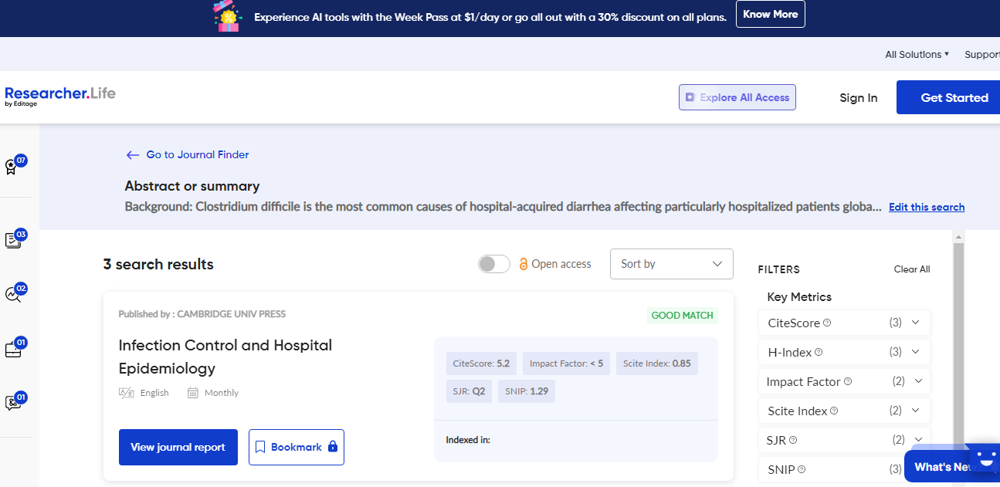 Experience AI tools with the Week Pass at $1/day or go all out with a 30% discount on all plans.
Know More
All Solutions
Support
Researcher.Life
by Editage
Explore All Access
Sign In
Get Started
07
03
02
01
01
Go to Journal Finder
Abstract or summary
Background: Clostridium difficile is the most common causes of hospital-acquired diarrhea affecting particularly hospitalized patients globa...
Edit this search
3 search results
Open access
Sort by
FILTERS
Clear All
Published by : CAMBRIDGE UNIV PRESS
GOOD MATCH
Infection Control and Hospital
Epidemiology
English
Monthly
View journal report
Bookmark
CiteScore: 5.2
Impact Factor: < 5
Scite Index: 0.85
SJR: Q2
SNIP: 1.29
Indexed in:
Key Metrics
CiteScore (3)
H-Index (3)
Impact Factor (2)
Scite Index (2)
SJR (2)
SNIP (3)
What's New